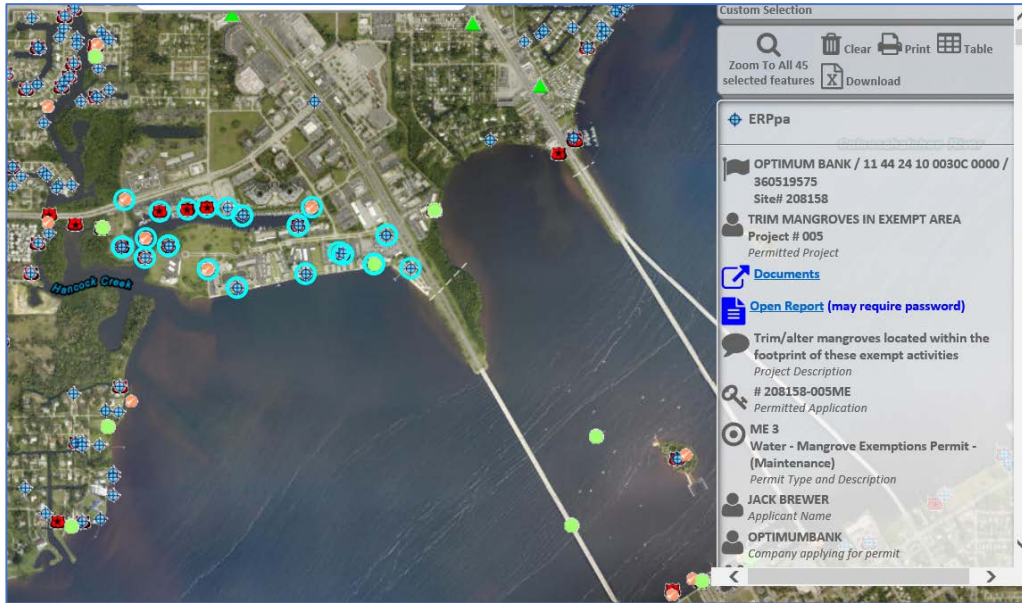 Custom Selection
Zoom To All 45
selected features
Clear
Print
Table
Download
ERPpa
Caloosahatchee River
OPTIMUM BANK / 11 44 24 10 0030C 0000 /
360519575
Site# 208158
TRIM MANGROVES IN EXEMPT AREA
Project # 005
Permitted Project
Documents
Open Report (may require password)
Trim/alter mangroves located within the
footprint of these exempt activities
Project Description
# 208158-005ME
Permitted Application
ME 3
Water - Mangrove Exemptions Permit -
(Maintenance)
Permit Type and Description
JACK BREWER
Applicant Name
OPTIMUMBANK
Company applying for permit
Hancock Creek